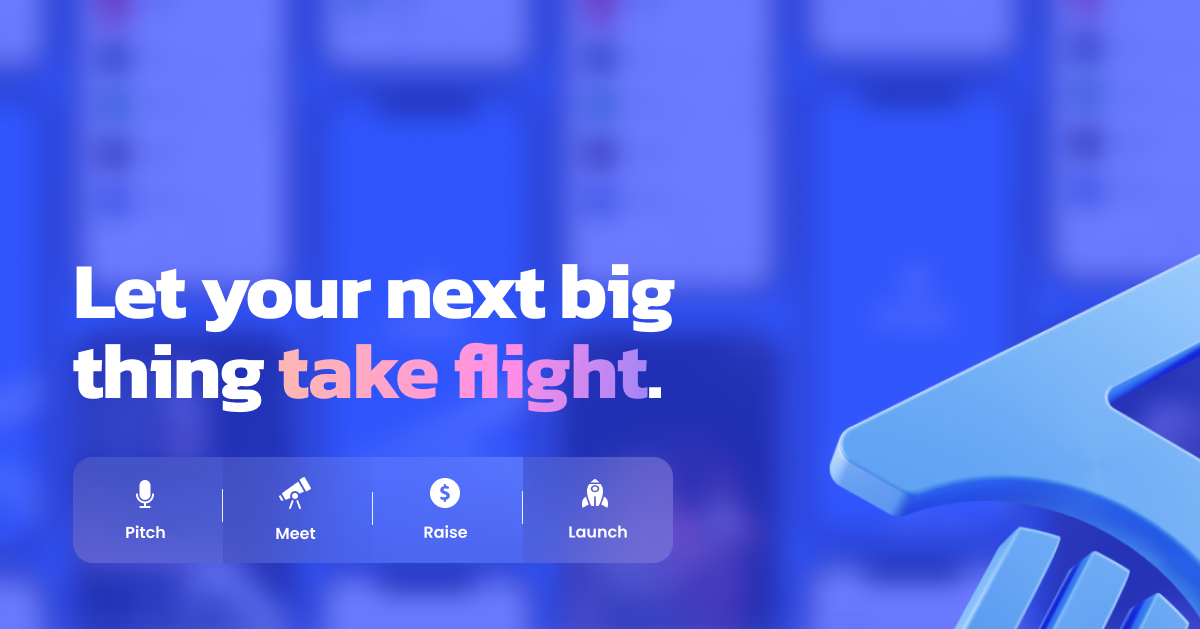 Let your next big
thing take flight.
Pitch
Meet
Raise
Launch